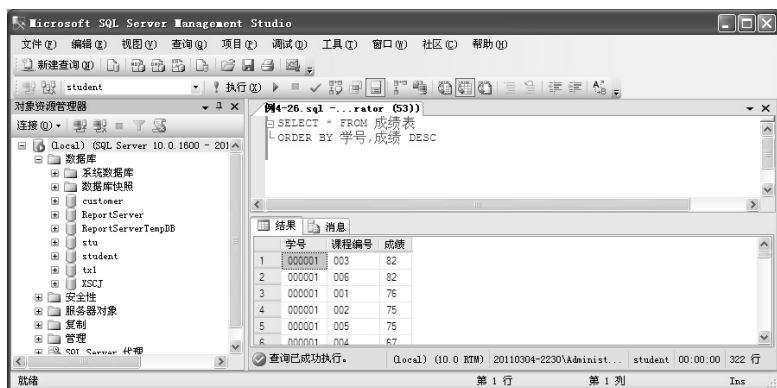 Microsoft SQL Server Management Studio
文件(F) 编辑(E) 视图(V) 查询(Q) 项目(P) 调试(D) 工具(T) 窗口(W) 社区(C) 帮助(H)
新建查询(N)
student 执行(X)
对象资源管理器
连接(O)
(local) (SQL Server 10.0.1600 - 201
数据库
系统数据库
数据库快照
customer
ReportServer
ReportServerTempDB
stu
student
tx1
XSCJ
安全性
服务器对象
复制
管理
SQL Server 代理
例4-26.sql -...rator (53))
SELECT * FROM 成绩表
ORDER BY 学号,成绩 DESC
结果 消息
学号 课程编号 成绩
1 000001 003 82
2 000001 006 82
3 000001 001 76
4 000001 002 75
5 000001 005 75
6 000001 004 67
查询已成功执行。 (local) (10.0 RTM) 20110304-2230\Administ... student 00:00:00 322 行
就绪 第 1 行 第 1 列 Ins